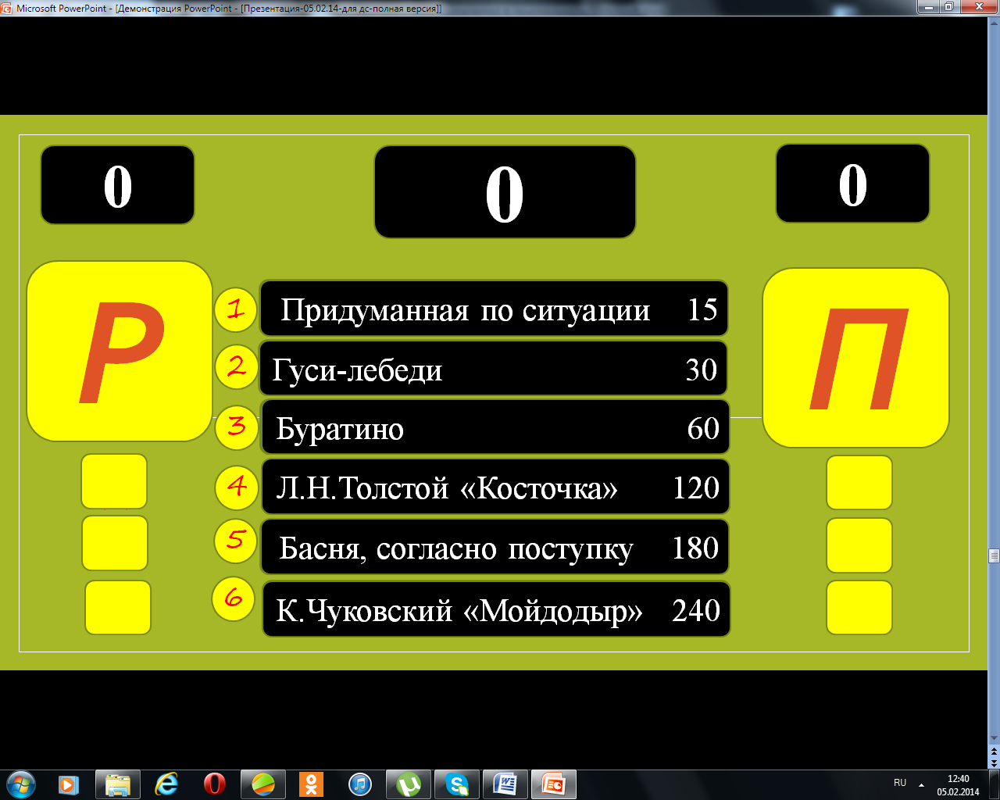 Microsoft PowerPoint - [Демонстрация PowerPoint - [Презентация-05.02.14-для дс-полная версия]]
0 0 0
Р
П
1 Придуманная по ситуации 15
2 Гуси-лебеди 30
3 Буратино 60
4 Л.Н.Толстой «Косточка» 120
5 Басня, согласно поступку 180
6 К.Чуковский «Мойдодыр» 240
RU 12:40
05.02.2014